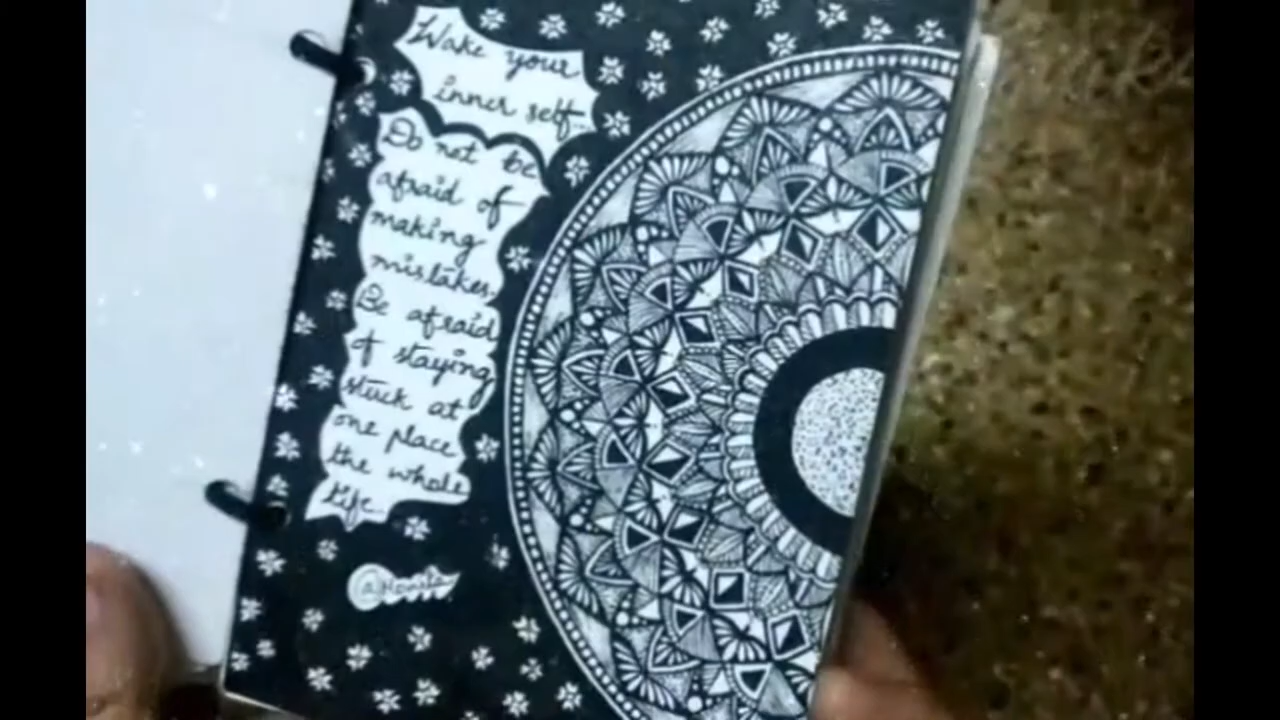 Wake your
inner self.
Do not be
afraid of
making
mistakes.
Be afraid
of staying
stuck at
one place
the whole
life.